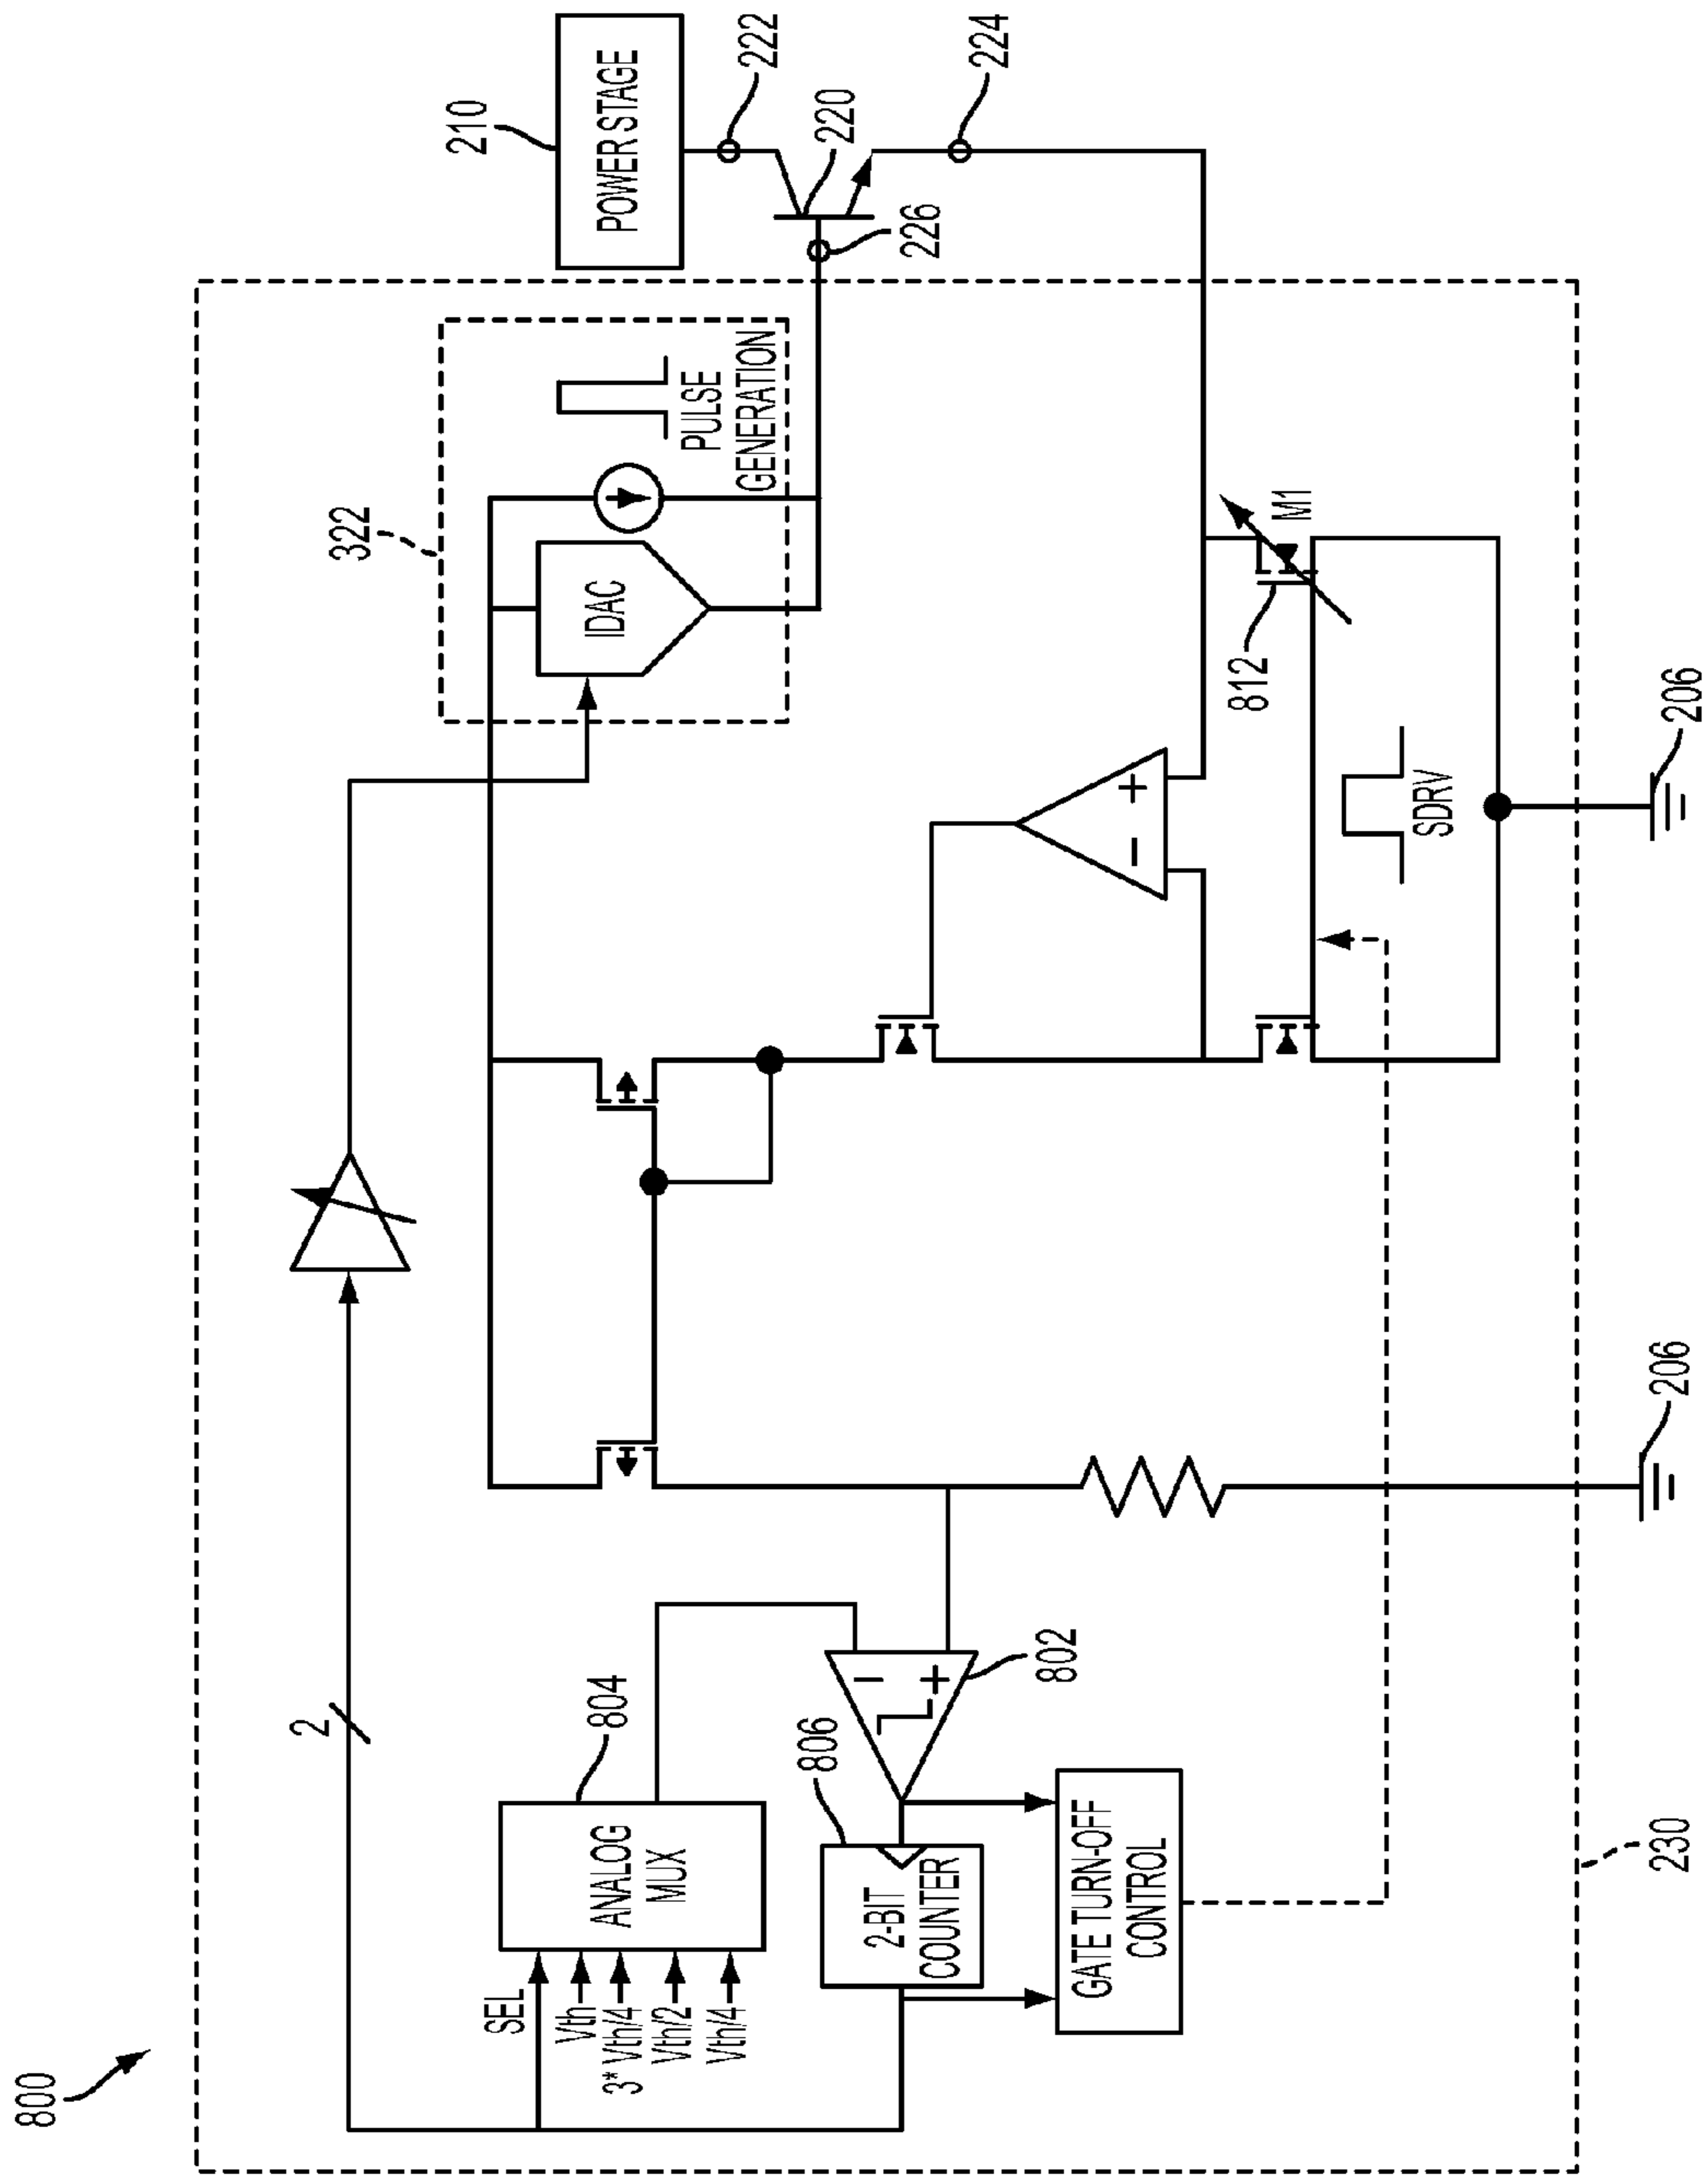 800
2
322
210
POWER STAGE
222
220
226
224
IDAC
PULSE
GENERATION
804
ANALOG
MUX
SEL
Vth
3* Vth/4
Vth/2
Vth/4
806
2-BIT
COUNTER
−
+
802
GATE TURN-OFF
CONTROL
−
+
812
M1
SDRV
206
206
230